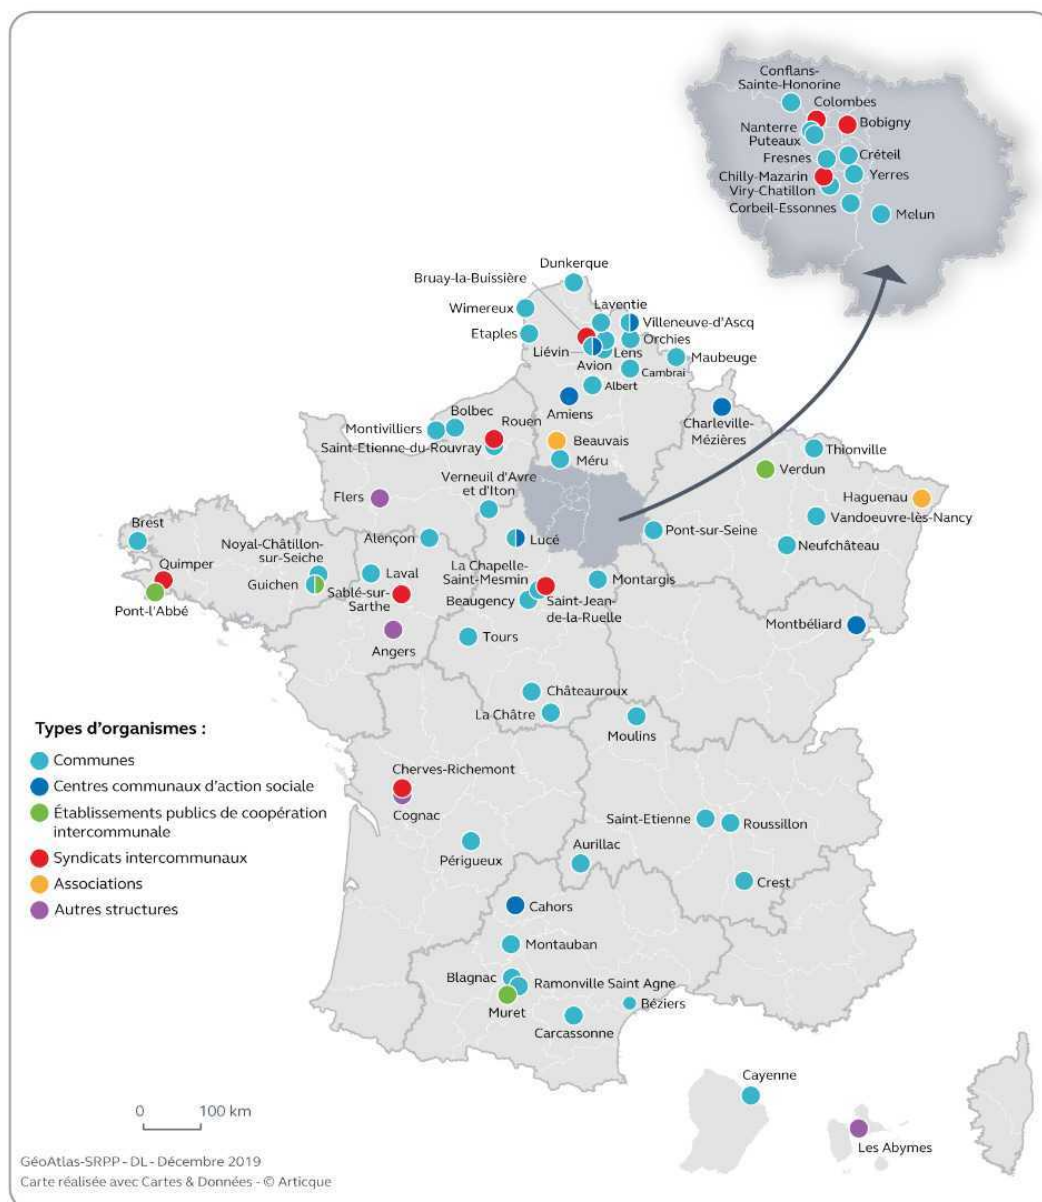 Conflans-
Sainte-Honorine
Colombes
Bobigny
Nanterre
Puteaux
Fresnes
Créteil
Chilly-Mazarin
Yerres
Viry-Chatillon
Corbeil-Essonnes
Melun
Dunkerque
Bruay-la-Buissière
Wimereux
Laventie
Villeneuve-d'Ascq
Etaples
Orchies
Liévin
Lens
Maubeuge
Avion
Cambrai
Albert
Amiens
Charleville-
Mézières
Bolbec
Rouen
Montivilliers
Saint-Etienne-du-Rouvray
Beauvais
Méru
Thionville
Verdun
Verneuil d'Avre
et d'Iton
Flers
Haguenau
Vandoeuvre-lès-Nancy
Brest
Noyal-Châtillon-
sur-Seiche
Alençon
Lucé
Pont-sur-Seine
Neufchâteau
Quimper
Guichen
Laval
La Chapelle-
Saint-Mesmin
Montargis
Pont-l'Abbé
Sablé-sur-
Sarthe
Beaugency
Saint-Jean-
de-la-Ruelle
Angers
Tours
Montbéliard
Châteauroux
La Châtre
Moulins
Types d'organismes :
Communes
Centres communaux d'action sociale
Établissements publics de coopération
intercommunale
Syndicats intercommunaux
Associations
Autres structures
Cherves-Richemont
Cognac
Périgueux
Saint-Etienne
Roussillon
Aurillac
Crest
Cahors
Montauban
Blagnac
Ramonville Saint Agne
Muret
Béziers
Carcassonne
Cayenne
Les Abymes
0 100 km
GéoAtlas-SRPP - DL - Décembre 2019
Carte réalisée avec Cartes & Données - © Articque